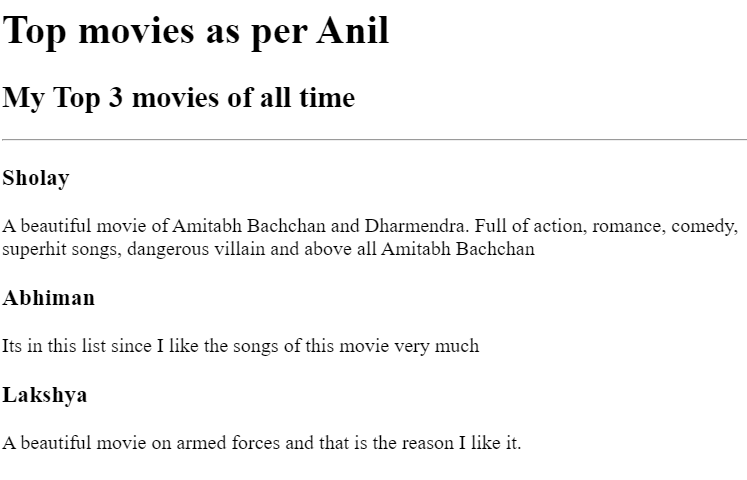 Top movies as per Anil
My Top 3 movies of all time
Sholay
A beautiful movie of Amitabh Bachchan and Dharmendra. Full of action, romance, comedy,
superhit songs, dangerous villain and above all Amitabh Bachchan
Abhiman
Its in this list since I like the songs of this movie very much
Lakshya
A beautiful movie on armed forces and that is the reason I like it.